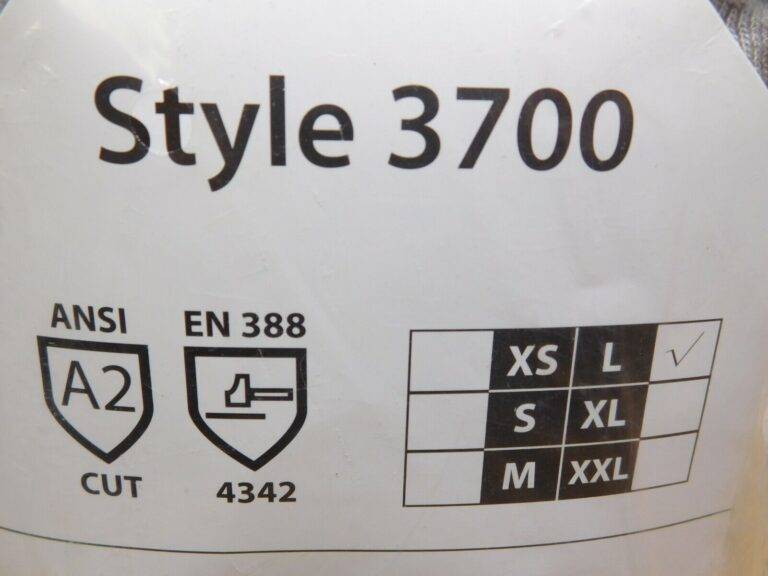 Style 3700
ANSI
A2
CUT
EN 388
4342
XS L ✓
S XL
M XXL